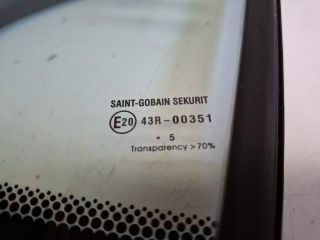 SAINT-GOBAIN SEKURIT
E20 43R-00351
• 5
Transparency >70%